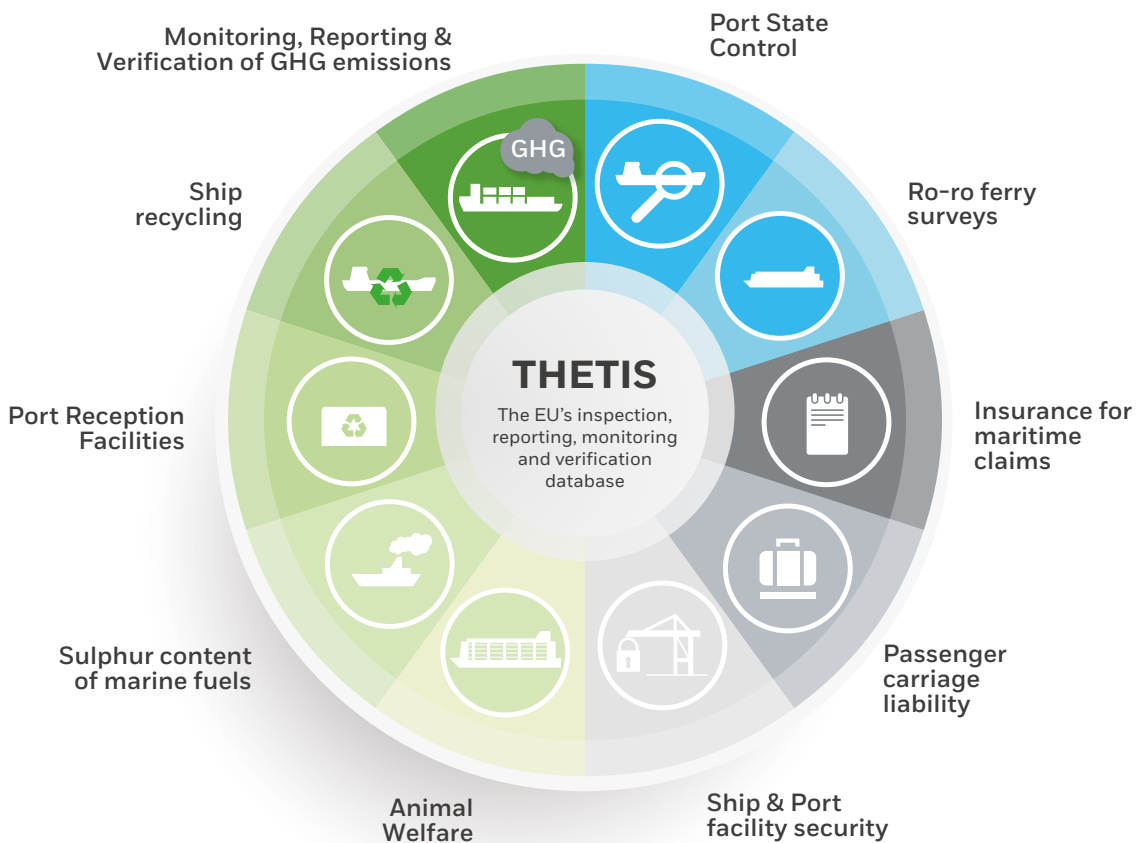 Monitoring, Reporting &
Verification of GHG emissions
Port State
Control
GHG
Ship
recycling
Ro-ro ferry
surveys
THETIS
The EU's inspection,
reporting, monitoring
and verification
database
Port Reception
Facilities
Insurance for
maritime
claims
Sulphur content
of marine fuels
Passenger
carriage
liability
Animal
Welfare
Ship & Port
facility security